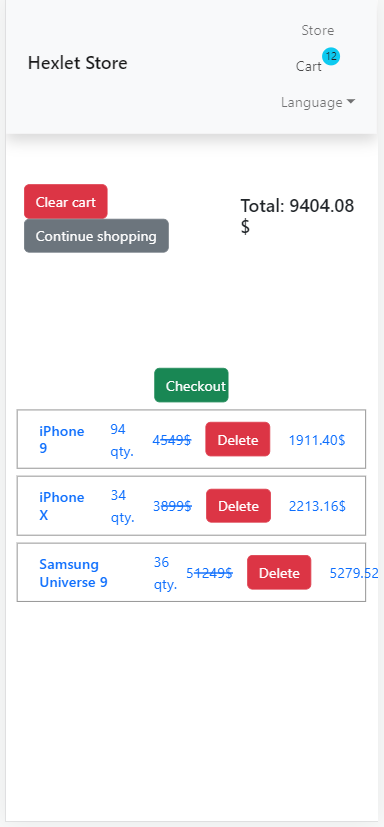 Store
Hexlet Store
Cart 12
Language
Clear cart
Total: 9404.08
$
Continue shopping
Checkout
iPhone
9
94
qty.
4549$
Delete
1911.40$
iPhone
X
34
qty.
3899$
Delete
2213.16$
Samsung
Universe 9
36
qty.
51249$
Delete
5279.52